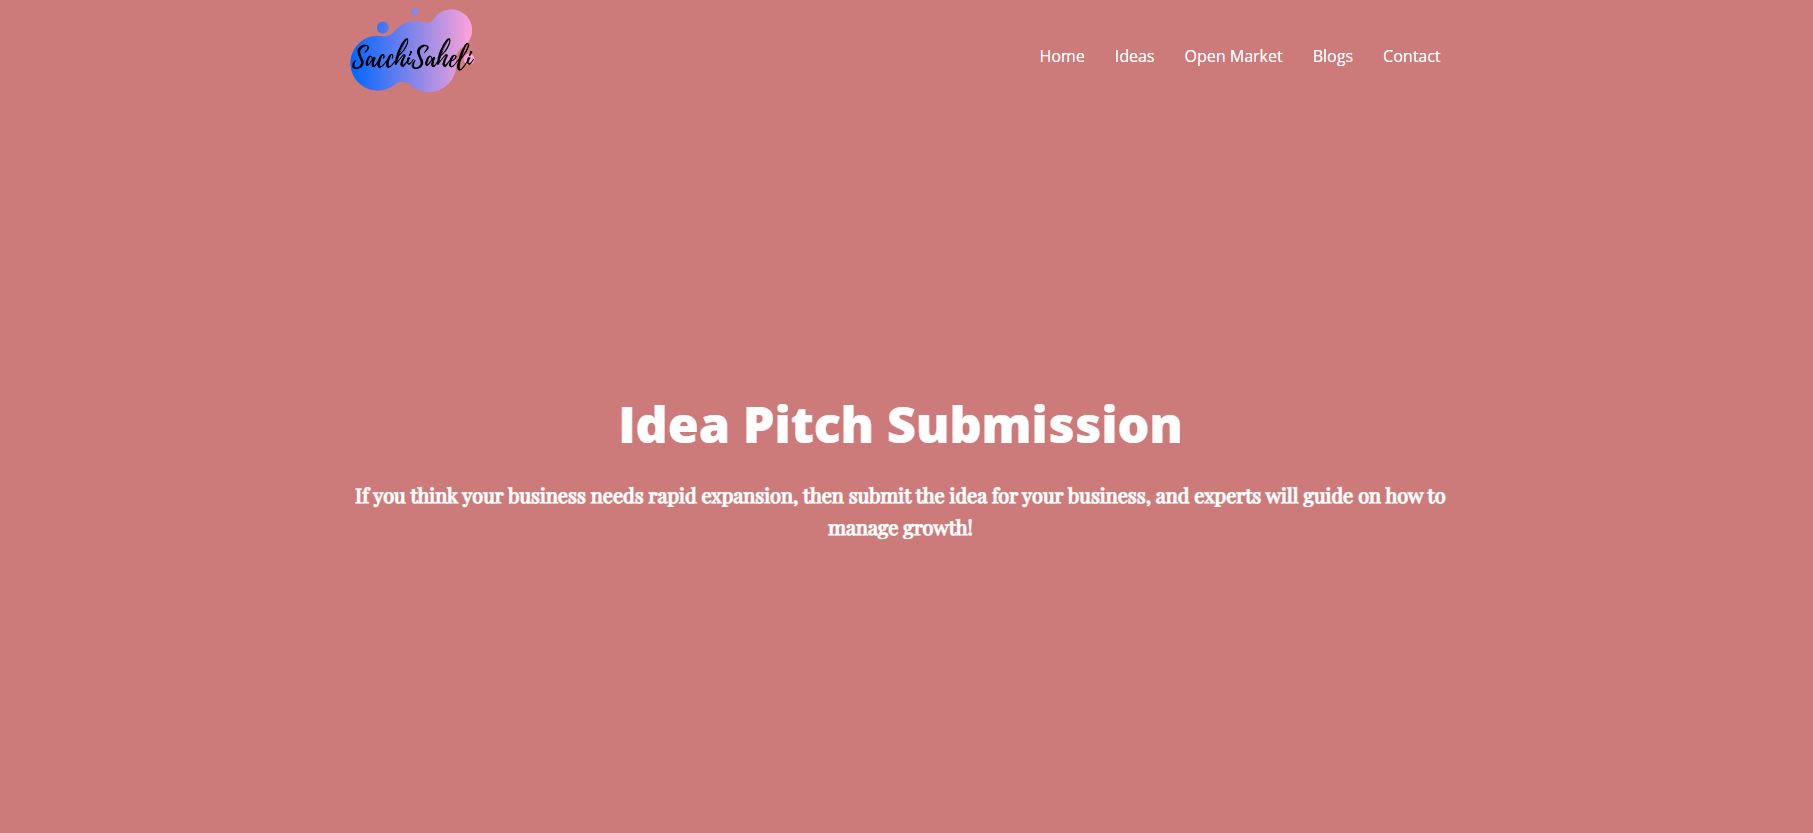 SacchiSaheli
Home Ideas Open Market Blogs Contact
Idea Pitch Submission
If you think your business needs rapid expansion, then submit the idea for your business, and experts will guide on how to
manage growth!